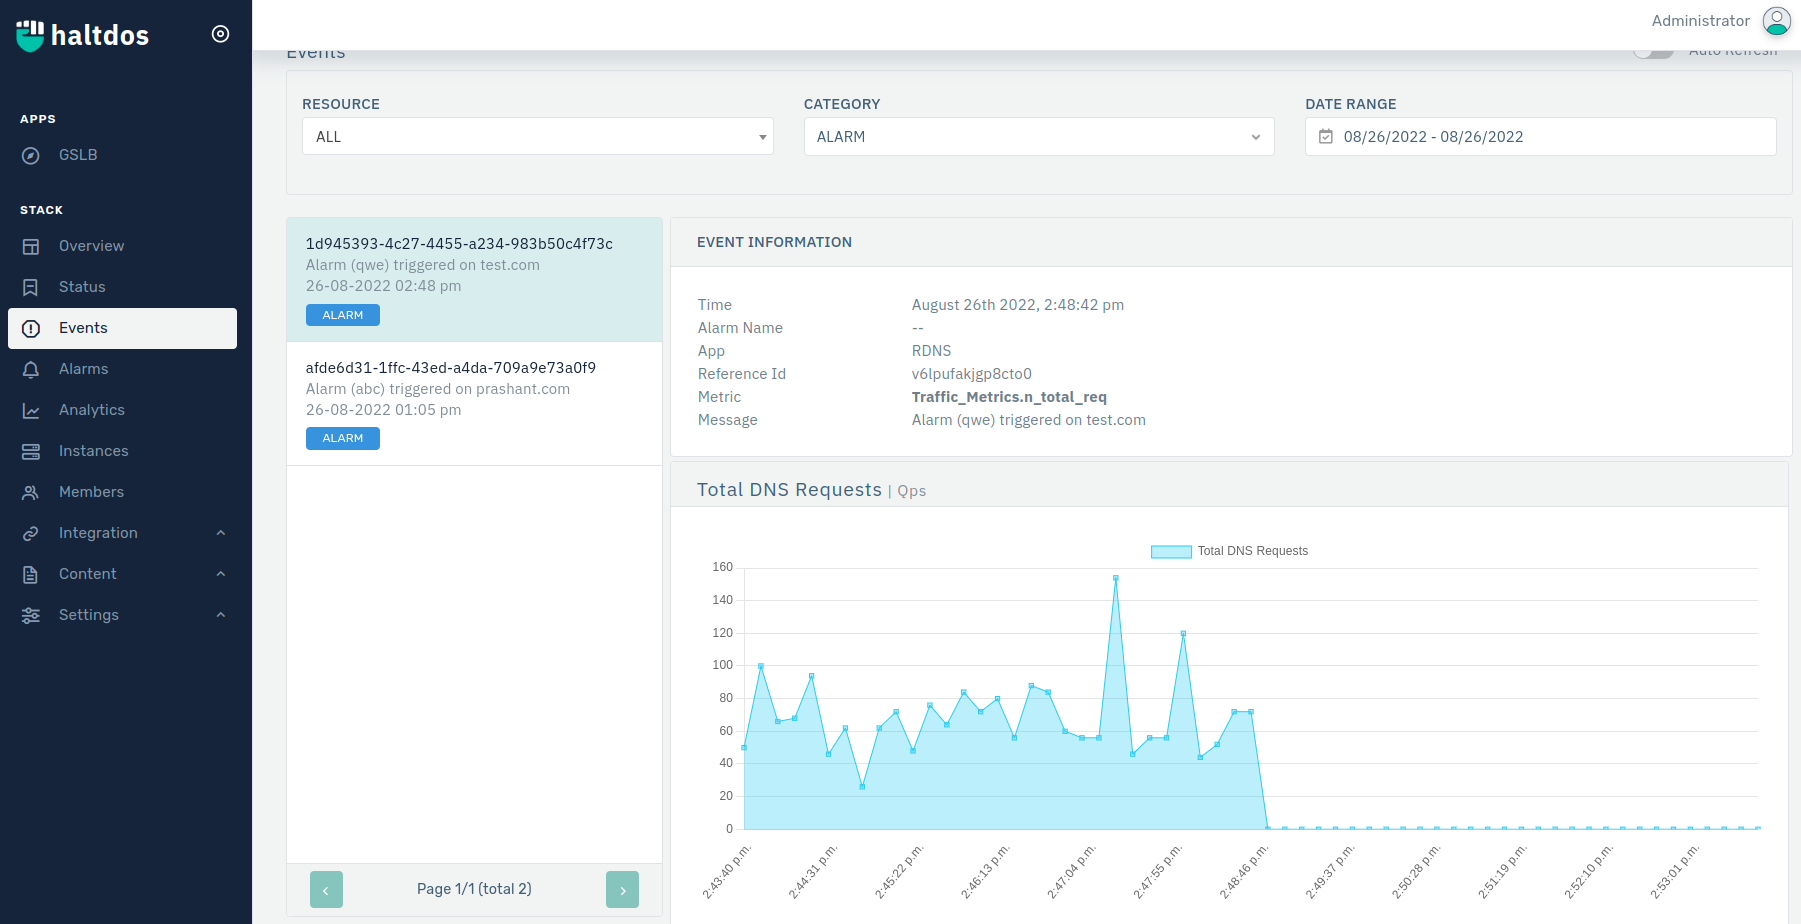 haltdos
Administrator
APPS
GSLB
STACK
Overview
Status
Events
Alarms
Analytics
Instances
Members
Integration
Content
Settings
Events
Auto Refresh
RESOURCE
ALL
CATEGORY
ALARM
DATE RANGE
08/26/2022 - 08/26/2022
1d945393-4c27-4455-a234-983b50c4f73c
Alarm (qwe) triggered on test.com
26-08-2022 02:48 pm
ALARM
afde6d31-1ffc-43ed-a4da-709a9e73a0f9
Alarm (abc) triggered on prashant.com
26-08-2022 01:05 pm
ALARM
Page 1/1 (total 2)
EVENT INFORMATION
Time August 26th 2022, 2:48:42 pm
Alarm Name --
App RDNS
Reference Id v6lpufakjgp8cto0
Metric Traffic_Metrics.n_total_req
Message Alarm (qwe) triggered on test.com
Total DNS Requests | Qps
Total DNS Requests
160
140
120
100
80
60
40
20
0
2:43:40 p.m.
2:44:31 p.m.
2:45:22 p.m.
2:46:13 p.m.
2:47:04 p.m.
2:47:55 p.m.
2:48:46 p.m.
2:49:37 p.m.
2:50:28 p.m.
2:51:19 p.m.
2:52:10 p.m.
2:53:01 p.m.